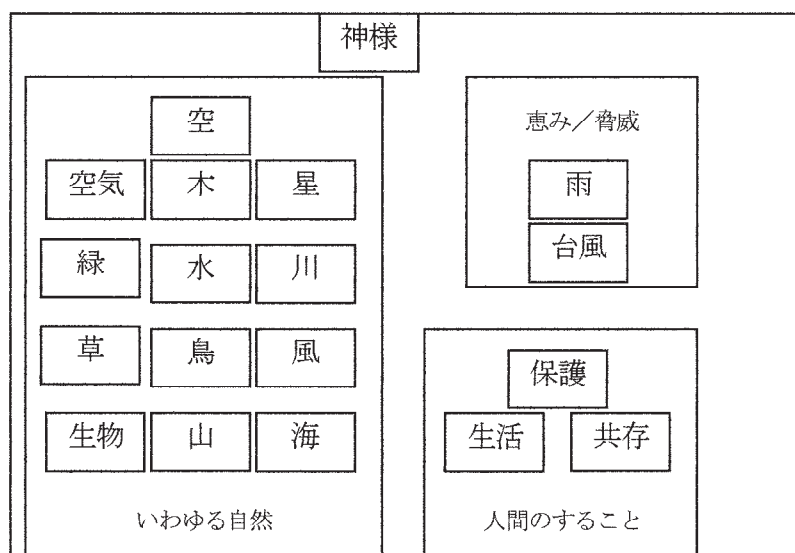 神様
空
空気 木 星
緑 水 川
草 鳥 風
生物 山 海
いわゆる自然
恵み／脅威
雨
台風
保護
生活 共存
人間のすること